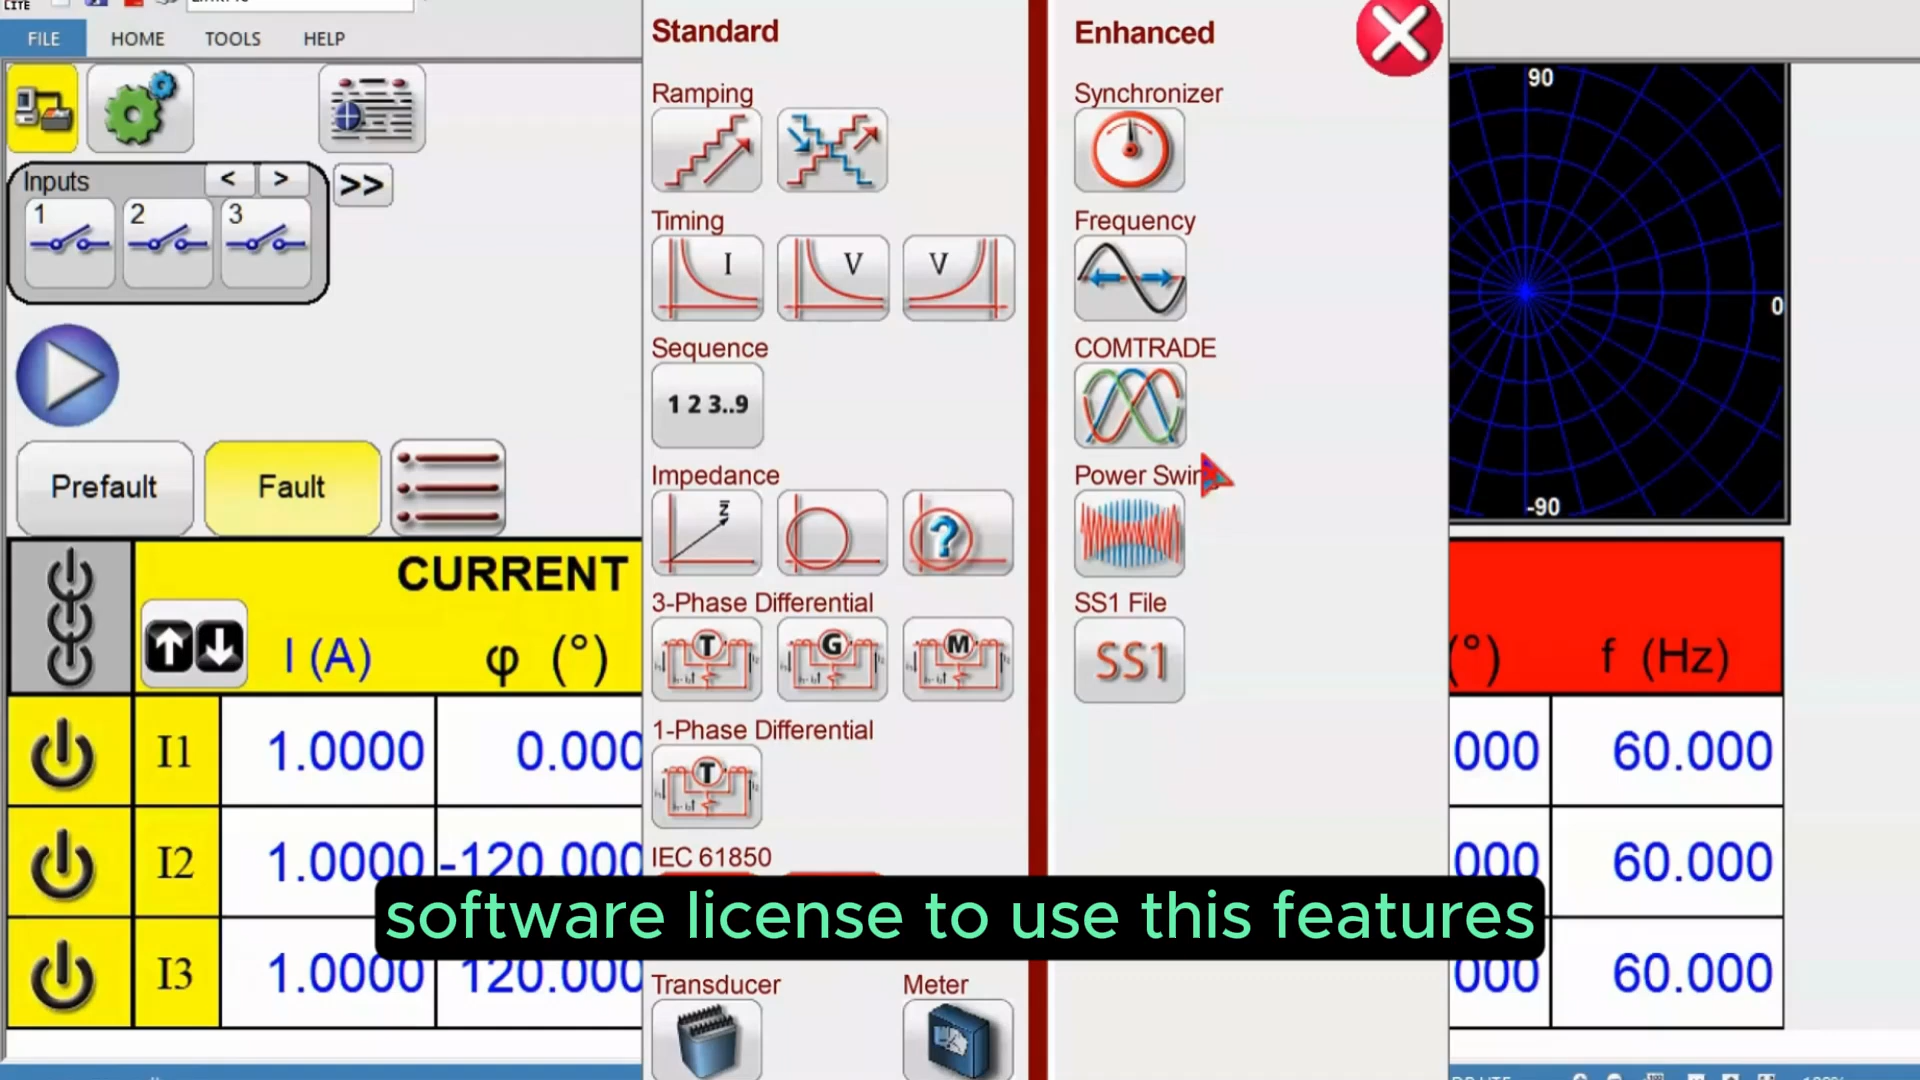 LITE
FILE HOME TOOLS HELP
Inputs < > >>
1 2 3
Prefault Fault
CURRENT
I (A) φ (°)
I1 1.0000 0.000
I2 1.0000 -120.000
I3 1.0000 120.000
Standard
Ramping
Timing
I V V
Sequence
1 2 3..9
Impedance
Z ?
3-Phase Differential
T G M
1-Phase Differential
T
IEC 61850
Transducer Meter
Enhanced
Synchronizer
Frequency
COMTRADE
Power Swin
SS1 File
SS1
90
0
-90
(°) f (Hz)
000 60.000
000 60.000
000 60.000
software license to use this features